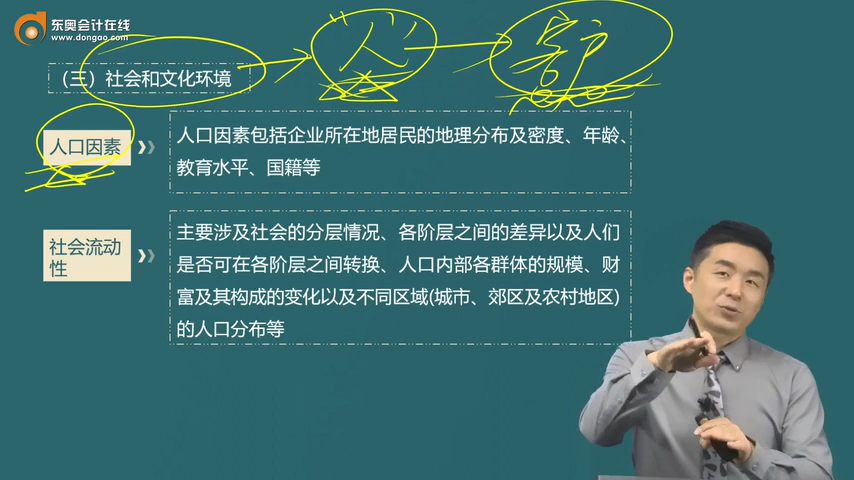 东奥会计在线
www.dongao.com
(三)社会和文化环境
“人”
客户
人口因素
人口因素包括企业所在地居民的地理分布及密度、年龄、
教育水平、国籍等
社会流动
性
主要涉及社会的分层情况、各阶层之间的差异以及人们
是否可在各阶层之间转换、人口内部各群体的规模、财
富及其构成的变化以及不同区域(城市、郊区及农村地区)
的人口分布等